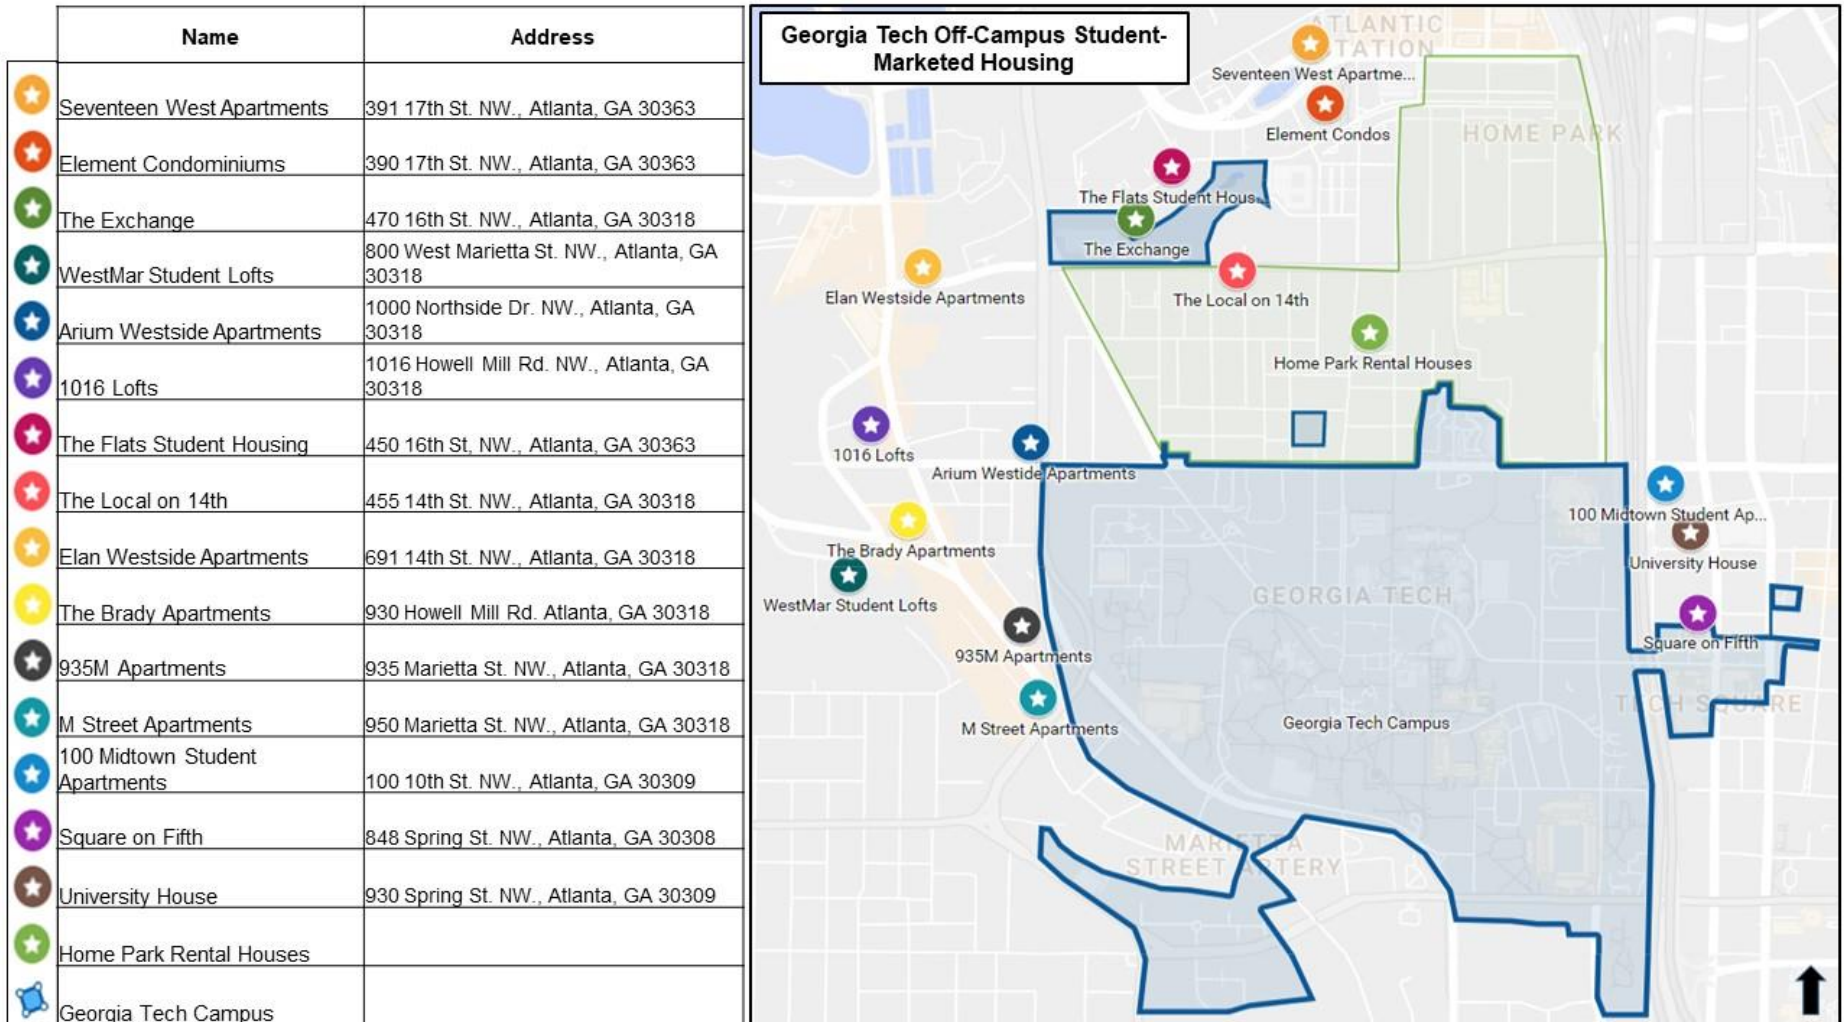 Name Address
Seventeen West Apartments 391 17th St. NW., Atlanta, GA 30363
Element Condominiums 390 17th St. NW., Atlanta, GA 30363
The Exchange 470 16th St. NW., Atlanta, GA 30318
WestMar Student Lofts 800 West Marietta St. NW., Atlanta, GA
30318
Arium Westside Apartments 1000 Northside Dr. NW., Atlanta, GA
30318
1016 Lofts 1016 Howell Mill Rd. NW., Atlanta, GA
30318
The Flats Student Housing 450 16th St, NW., Atlanta, GA 30363
The Local on 14th 455 14th St. NW., Atlanta, GA 30318
Elan Westside Apartments 691 14th St. NW., Atlanta, GA 30318
The Brady Apartments 930 Howell Mill Rd. Atlanta, GA 30318
935M Apartments 935 Marietta St. NW., Atlanta, GA 30318
M Street Apartments 950 Marietta St. NW., Atlanta, GA 30318
100 Midtown Student
Apartments 100 10th St. NW., Atlanta, GA 30309
Square on Fifth 848 Spring St. NW., Atlanta, GA 30308
University House 930 Spring St. NW., Atlanta, GA 30309
Home Park Rental Houses
Georgia Tech Campus
Georgia Tech Off-Campus Student-
Marketed Housing
ATLANTIC
STATION
Seventeen West Apartme...
Element Condos
HOME PARK
The Flats Student Hous...
The Exchange
Elan Westside Apartments
The Local on 14th
Home Park Rental Houses
1016 Lofts
Arium Westide Apartments
100 Midtown Student Ap...
The Brady Apartments
University House
WestMar Student Lofts
GEORGIA TECH
935M Apartments
Square on Fifth
TECH SQUARE
M Street Apartments
Georgia Tech Campus
MARIETTA
STREET ARTERY